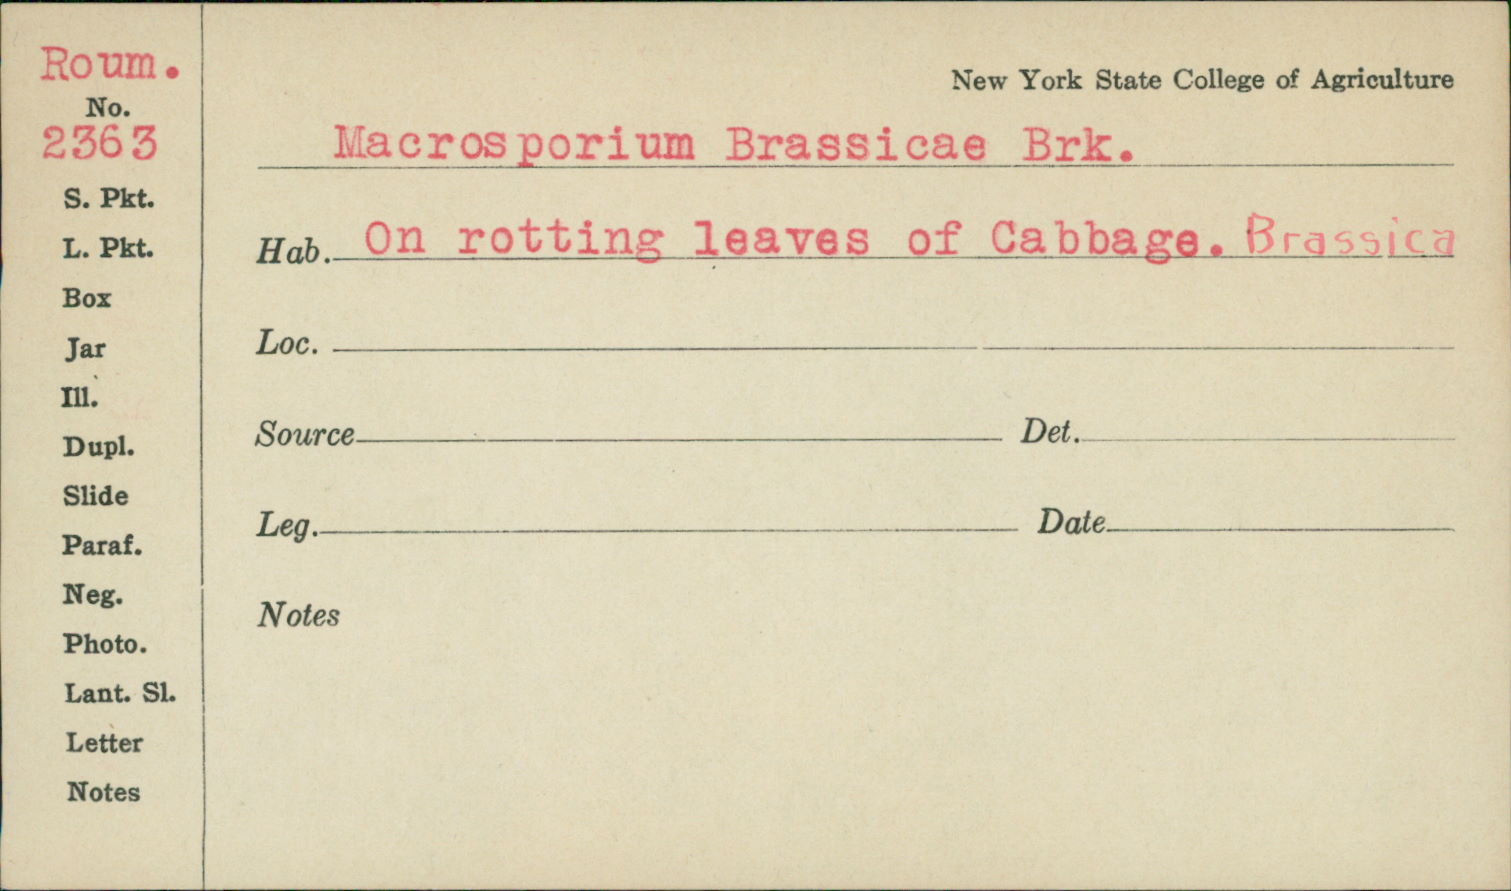 Roum.
No.
2363
S. Pkt.
L. Pkt.
Box
Jar
Ill.
Dupl.
Slide
Paraf.
Neg.
Photo.
Lant. Sl.
Letter
Notes
New York State College of Agriculture
Macrosporium Brassicae Brk.
Hab. On rotting leaves of Cabbage. Brassica
Loc.
Source Det.
Leg. Date
Notes